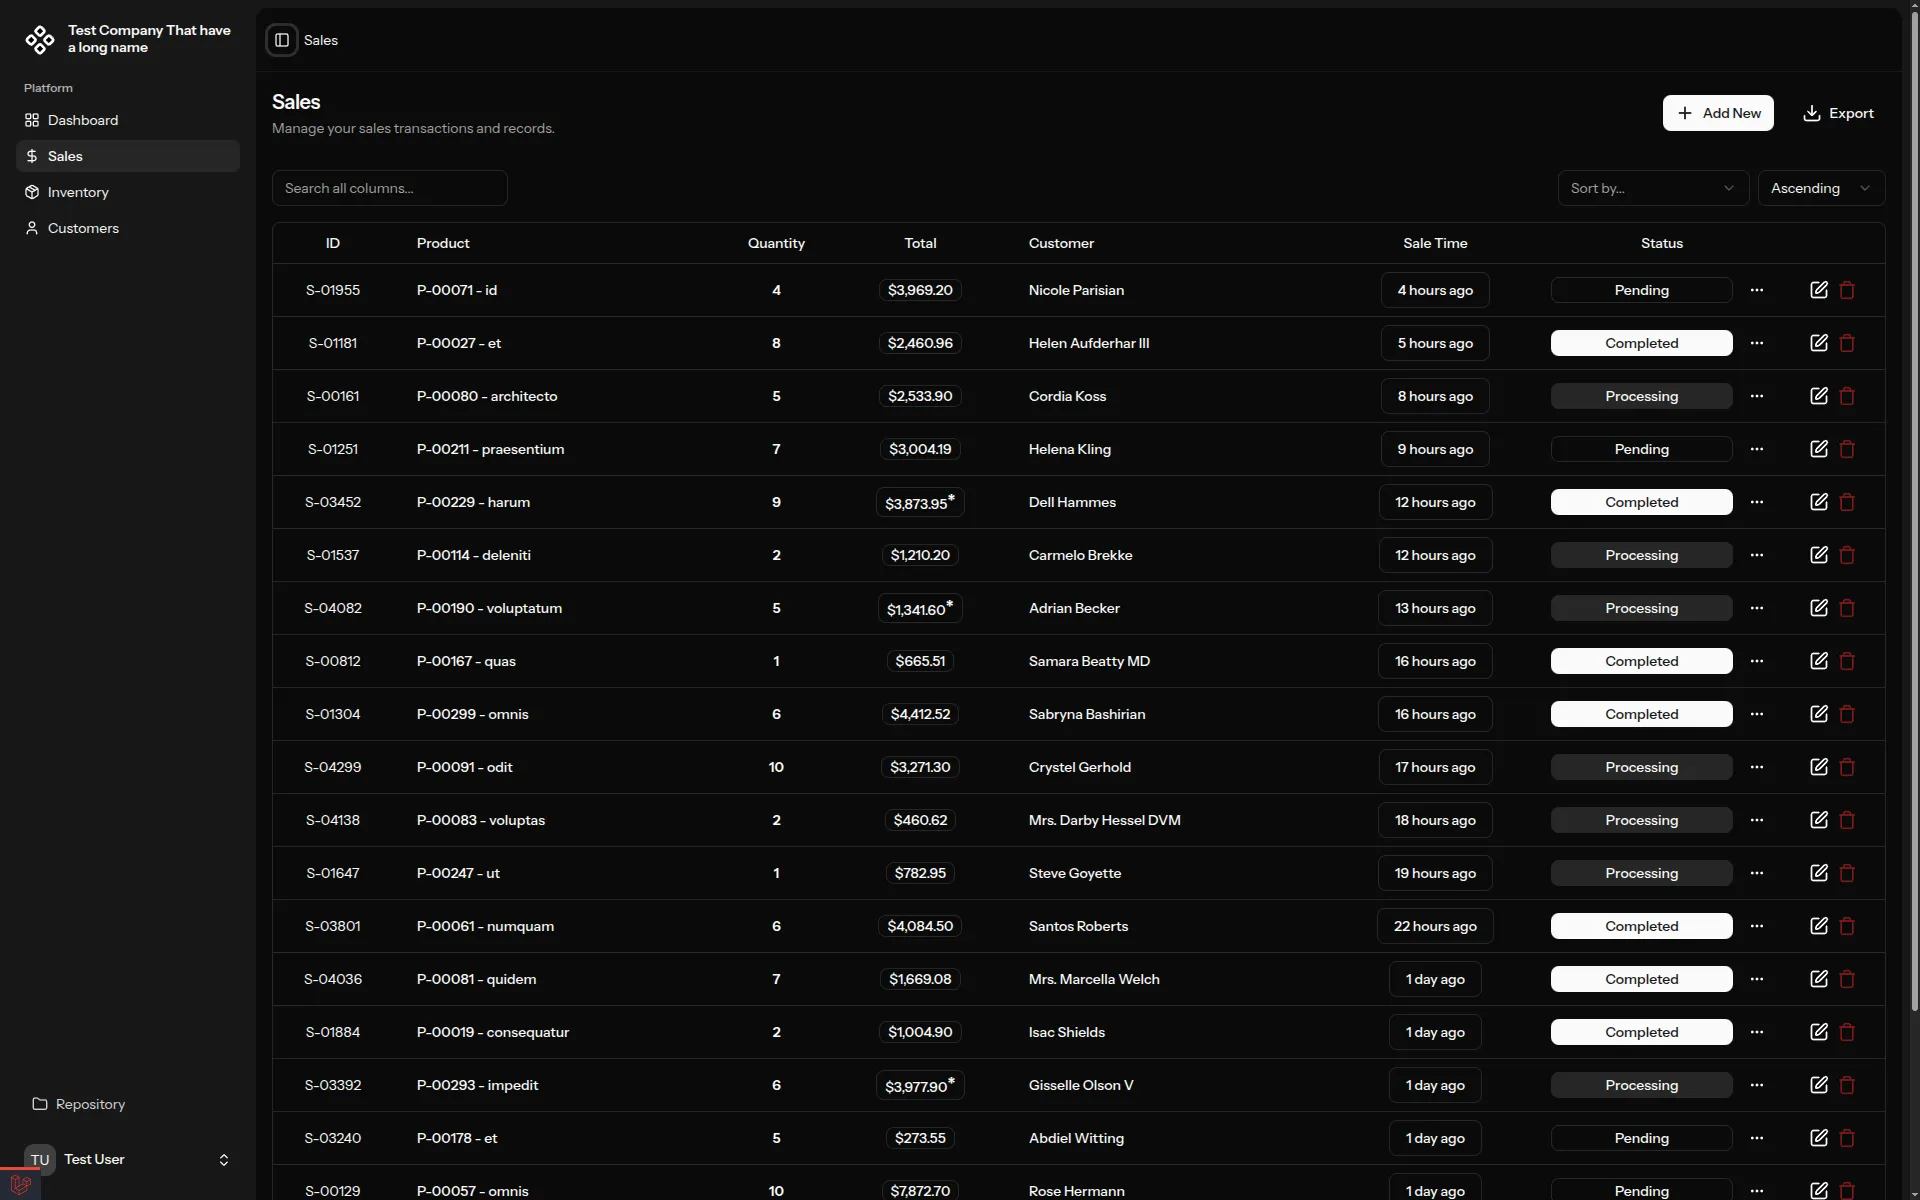 Test Company That have
a long name
Platform
Dashboard
Sales
Inventory
Customers
Repository
TU Test User
Sales
Sales
Manage your sales transactions and records.
Add New Export
Search all columns... Sort by... Ascending
ID Product Quantity Total Customer Sale Time Status
S-01955 P-00071 - id 4 $3,969.20 Nicole Parisian 4 hours ago Pending
S-01181 P-00027 - et 8 $2,460.96 Helen Aufderhar III 5 hours ago Completed
S-00161 P-00080 - architecto 5 $2,533.90 Cordia Koss 8 hours ago Processing
S-01251 P-00211 - praesentium 7 $3,004.19 Helena Kling 9 hours ago Pending
S-03452 P-00229 - harum 9 $3,873.95* Dell Hammes 12 hours ago Completed
S-01537 P-00114 - deleniti 2 $1,210.20 Carmelo Brekke 12 hours ago Processing
S-04082 P-00190 - voluptatum 5 $1,341.60* Adrian Becker 13 hours ago Processing
S-00812 P-00167 - quas 1 $665.51 Samara Beatty MD 16 hours ago Completed
S-01304 P-00299 - omnis 6 $4,412.52 Sabryna Bashirian 16 hours ago Completed
S-04299 P-00091 - odit 10 $3,271.30 Crystel Gerhold 17 hours ago Processing
S-04138 P-00083 - voluptas 2 $460.62 Mrs. Darby Hessel DVM 18 hours ago Processing
S-01647 P-00247 - ut 1 $782.95 Steve Goyette 19 hours ago Processing
S-03801 P-00061 - numquam 6 $4,084.50 Santos Roberts 22 hours ago Completed
S-04036 P-00081 - quidem 7 $1,669.08 Mrs. Marcella Welch 1 day ago Completed
S-01884 P-00019 - consequatur 2 $1,004.90 Isac Shields 1 day ago Completed
S-03392 P-00293 - impedit 6 $3,977.90* Gisselle Olson V 1 day ago Processing
S-03240 P-00178 - et 5 $273.55 Abdiel Witting 1 day ago Pending
S-00129 P-00057 - omnis 10 $7,872.70 Rose Hermann 1 day ago Pending